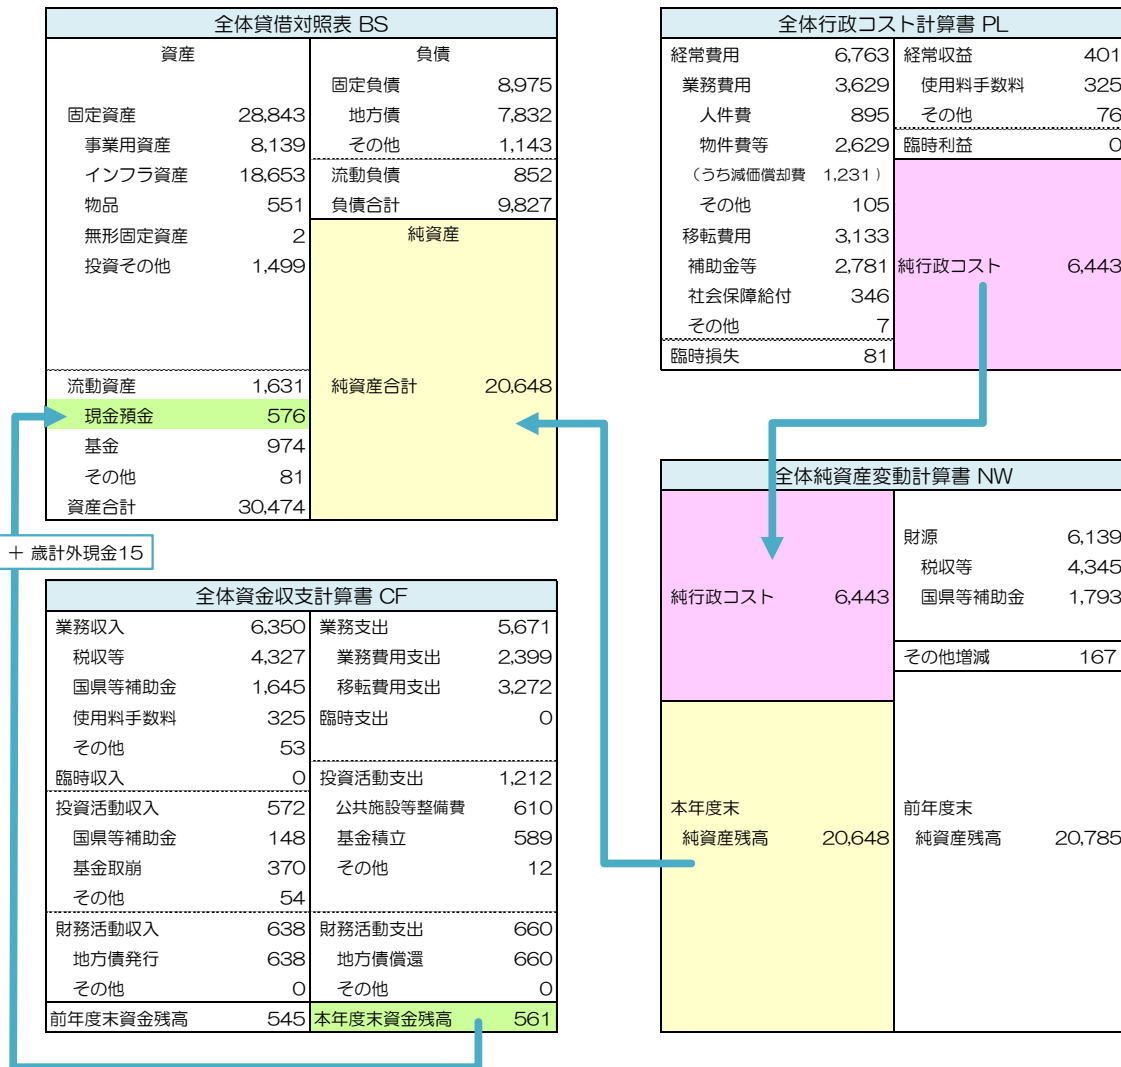 全体貸借対照表 BS
資産 負債
固定負債 8,975
固定資産 28,843 地方債 7,832
事業用資産 8,139 その他 1,143
インフラ資産 18,653 流動負債 852
物品 551 負債合計 9,827
無形固定資産 2 純資産
投資その他 1,499
流動資産 1,631 純資産合計 20,648
現金預金 576
基金 974
その他 81
資産合計 30,474
＋ 歳計外現金15
全体行政コスト計算書 PL
経常費用 6,763 経常収益 401
業務費用 3,629 使用料手数料 325
人件費 895 その他 76
物件費等 2,629 臨時利益 0
（うち減価償却費 1,231 ）
その他 105
移転費用 3,133
補助金等 2,781 純行政コスト 6,443
社会保障給付 346
その他 7
臨時損失 81
全体資金収支計算書 CF
業務収入 6,350 業務支出 5,671
税収等 4,327 業務費用支出 2,399
国県等補助金 1,645 移転費用支出 3,272
使用料手数料 325 臨時支出 0
その他 53
臨時収入 0 投資活動支出 1,212
投資活動収入 572 公共施設等整備費 610
国県等補助金 148 基金積立 589
基金取崩 370 その他 12
その他 54
財務活動収入 638 財務活動支出 660
地方債発行 638 地方債償還 660
その他 0 その他 0
前年度末資金残高 545 本年度末資金残高 561
全体純資産変動計算書 NW
財源 6,139
税収等 4,345
純行政コスト 6,443 国県等補助金 1,793
その他増減 167
本年度末 前年度末
純資産残高 20,648 純資産残高 20,785